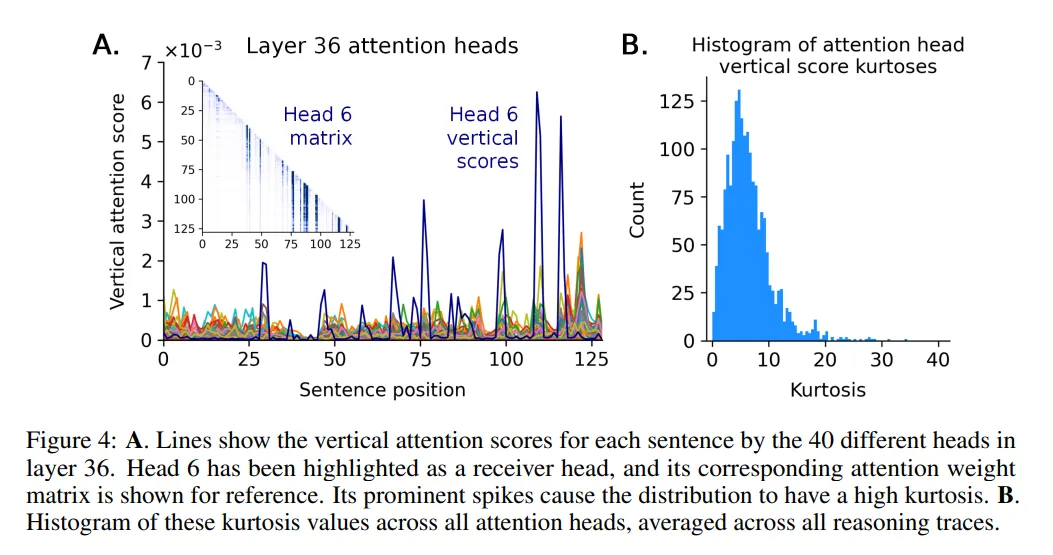 A.
×10⁻³ Layer 36 attention heads
7
6
5
4
3
2
1
0
Vertical attention score
0
25
50
75
100
125
0 25 50 75 100 125
Head 6
matrix
Head 6
vertical
scores
0 25 50 75 100 125
Sentence position
B.
Histogram of attention head
vertical score kurtoses
125
100
75
50
25
0
Count
0 10 20 30 40
Kurtosis
Figure 4: A. Lines show the vertical attention scores for each sentence by the 40 different heads in
layer 36. Head 6 has been highlighted as a receiver head, and its corresponding attention weight
matrix is shown for reference. Its prominent spikes cause the distribution to have a high kurtosis. B.
Histogram of these kurtosis values across all attention heads, averaged across all reasoning traces.